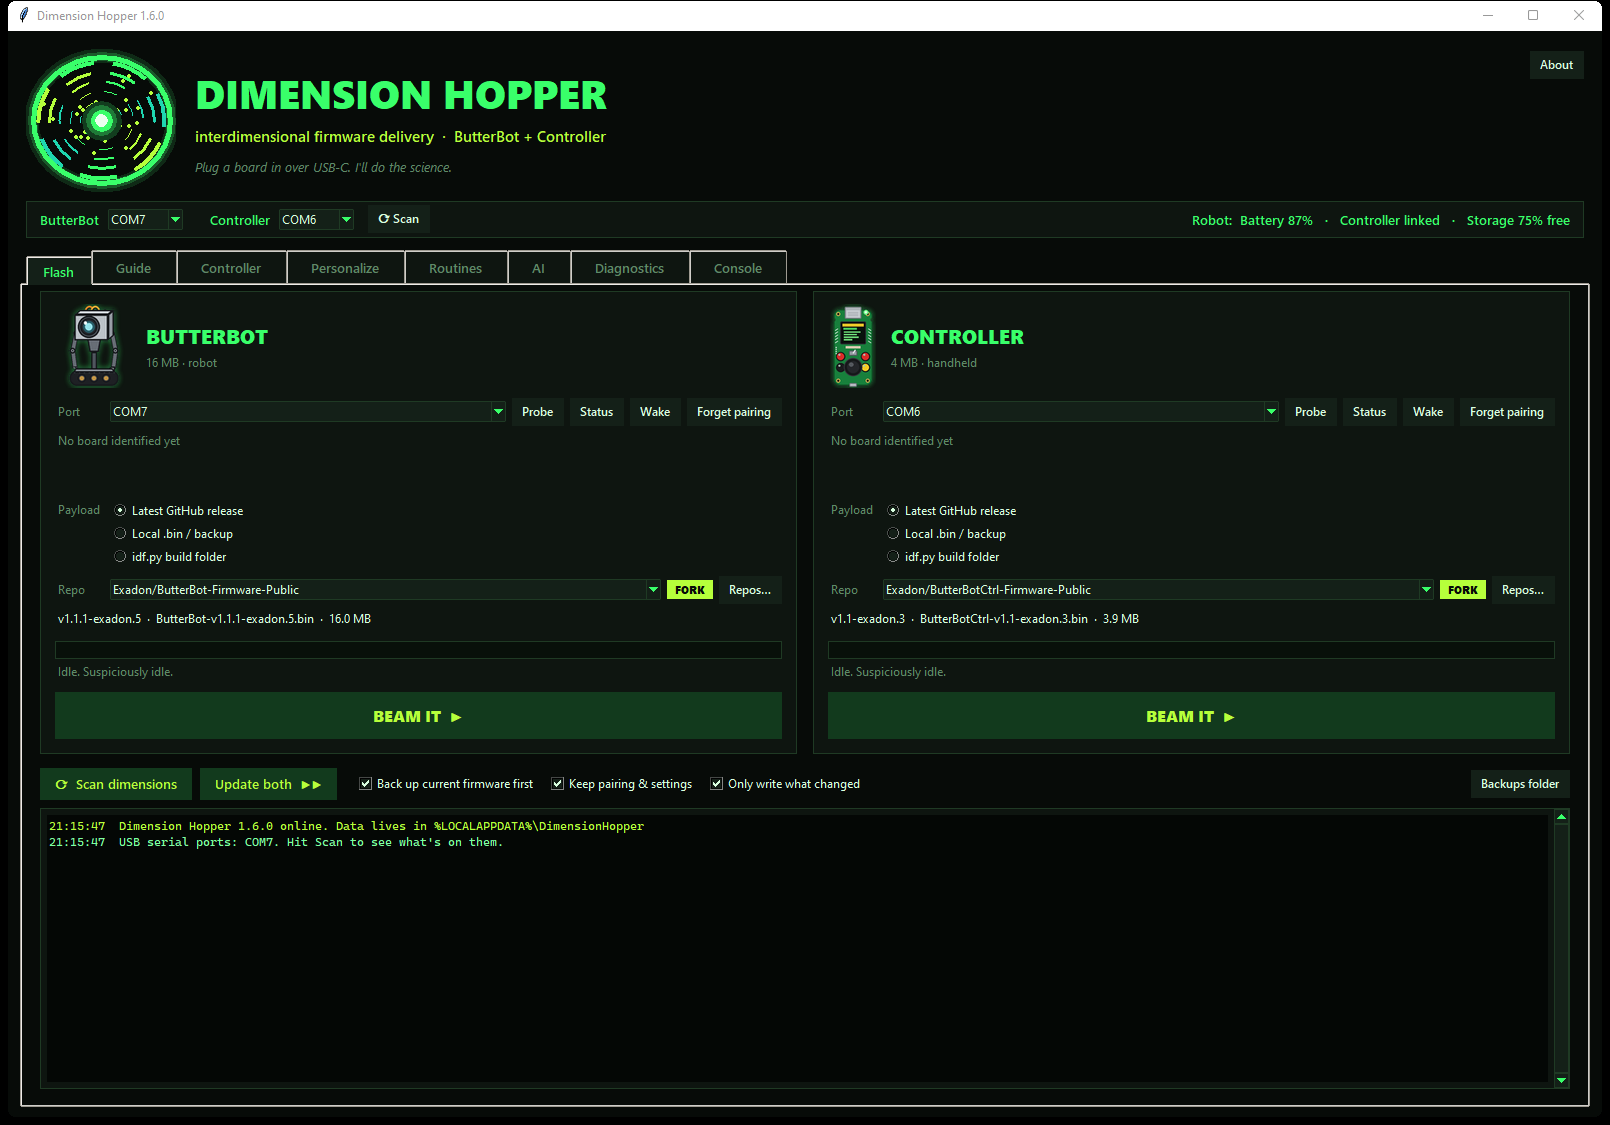 Dimension Hopper 1.6.0
About
DIMENSION HOPPER
interdimensional firmware delivery · ButterBot + Controller
Plug a board in over USB-C. I'll do the science.
ButterBot COM7 Controller COM6 ⟳ Scan Robot: Battery 87% · Controller linked · Storage 75% free
Flash Guide Controller Personalize Routines AI Diagnostics Console
BUTTERBOT
16 MB · robot
Port COM7 Probe Status Wake Forget pairing
No board identified yet
Payload Latest GitHub release
Local .bin / backup
idf.py build folder
Repo Exadon/ButterBot-Firmware-Public FORK Repos...
v1.1.1-exadon.5 · ButterBot-v1.1.1-exadon.5.bin · 16.0 MB
Idle. Suspiciously idle.
BEAM IT ►
CONTROLLER
4 MB · handheld
Port COM6 Probe Status Wake Forget pairing
No board identified yet
Payload Latest GitHub release
Local .bin / backup
idf.py build folder
Repo Exadon/ButterBotCtrl-Firmware-Public FORK Repos...
v1.1-exadon.3 · ButterBotCtrl-v1.1-exadon.3.bin · 3.9 MB
Idle. Suspiciously idle.
BEAM IT ►
⟳ Scan dimensions Update both ►► Back up current firmware first Keep pairing & settings Only write what changed Backups folder
21:15:47 Dimension Hopper 1.6.0 online. Data lives in %LOCALAPPDATA%\DimensionHopper
21:15:47 USB serial ports: COM7. Hit Scan to see what's on them.